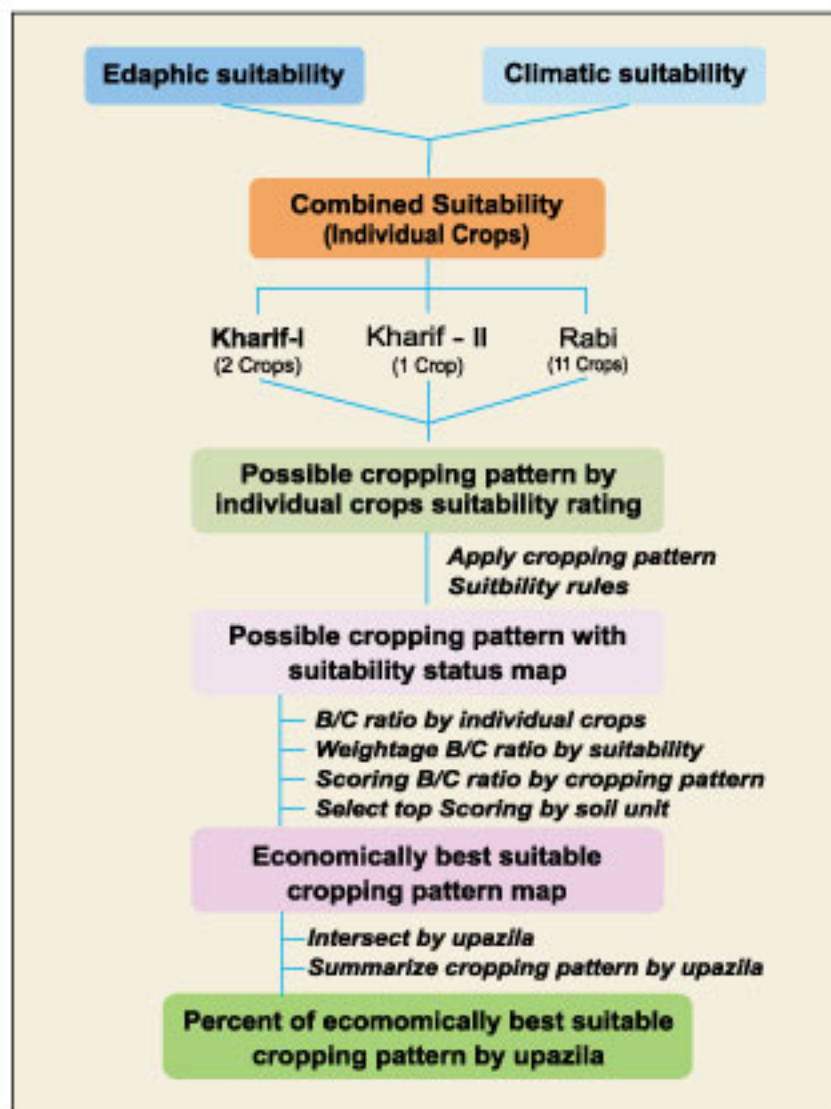 Edaphic suitability
Climatic suitability
Combined Suitability
(Individual Crops)
Kharif-I
(2 Crops)
Kharif - II
(1 Crop)
Rabi
(11 Crops)
Possible cropping pattern by
individual crops suitability rating
Apply cropping pattern
Suitbility rules
Possible cropping pattern with
suitability status map
B/C ratio by individual crops
Weightage B/C ratio by suitability
Scoring B/C ratio by cropping pattern
Select top Scoring by soil unit
Economically best suitable
cropping pattern map
Intersect by upazila
Summarize cropping pattern by upazila
Percent of ecomomically best suitable
cropping pattern by upazila